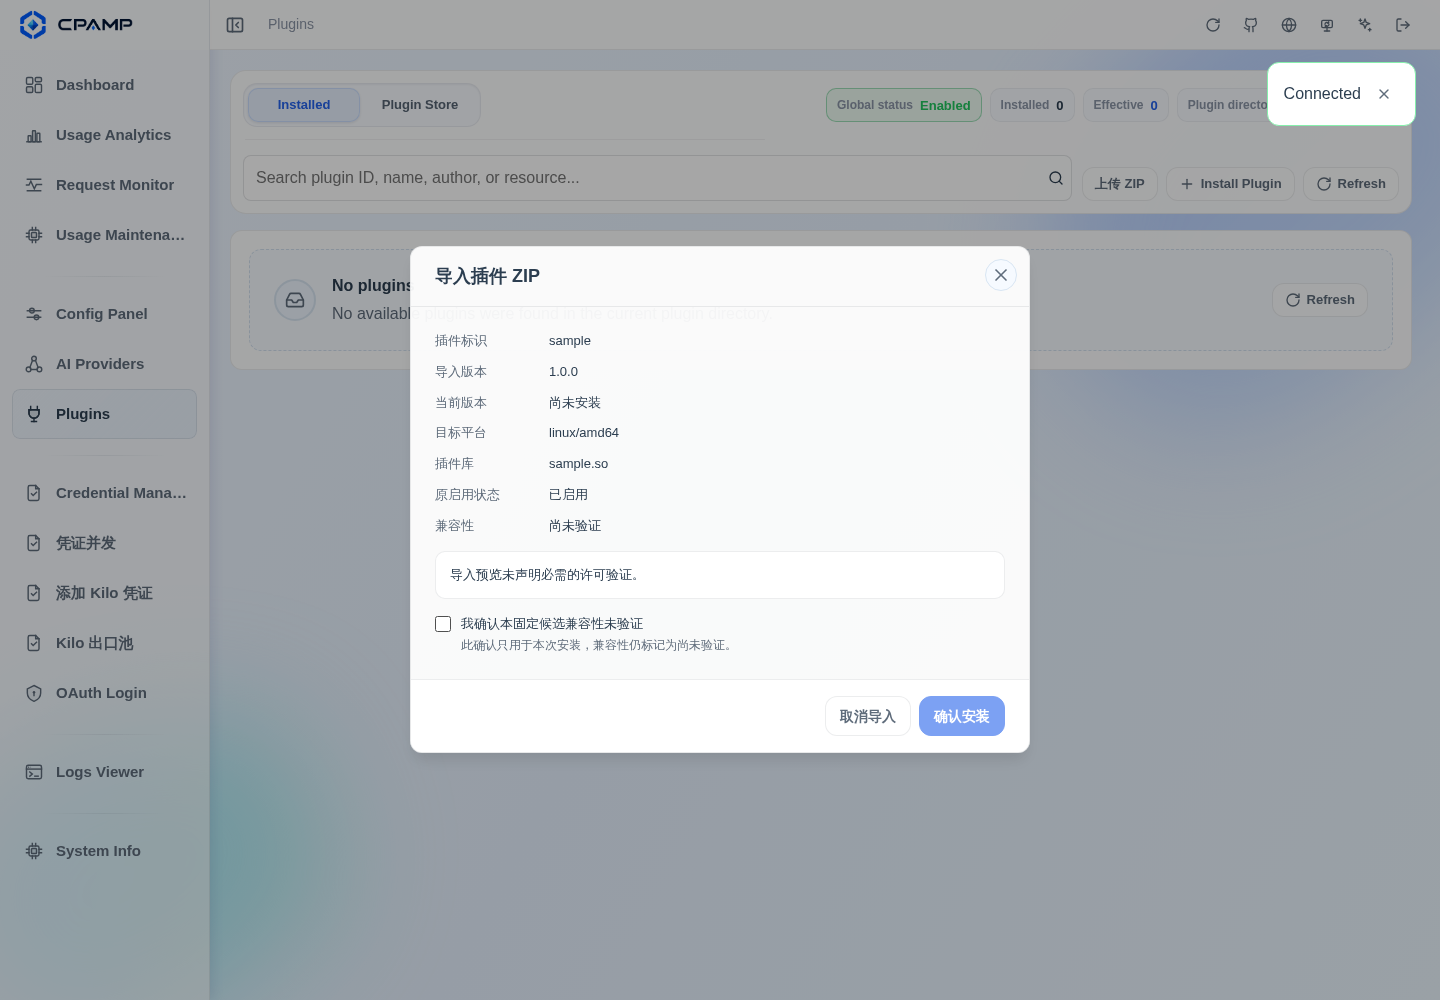 CPAMP
Plugins
Dashboard
Usage Analytics
Request Monitor
Usage Maintena…
Config Panel
AI Providers
Plugins
Credential Mana…
凭证并发
添加 Kilo 凭证
Kilo 出口池
OAuth Login
Logs Viewer
System Info
Installed
Plugin Store
Global status Enabled
Installed 0
Effective 0
Plugin directo
Connected
Search plugin ID, name, author, or resource...
上传 ZIP
Install Plugin
Refresh
No plugins
No available plugins were found in the current plugin directory
Refresh
导入插件 ZIP
插件标识 sample
导入版本 1.0.0
当前版本 尚未安装
目标平台 linux/amd64
插件库 sample.so
原启用状态 已启用
兼容性 尚未验证
导入预览未声明必需的许可验证。
我确认本固定候选兼容性未验证
此确认只用于本次安装，兼容性仍标记为尚未验证。
取消导入
确认安装